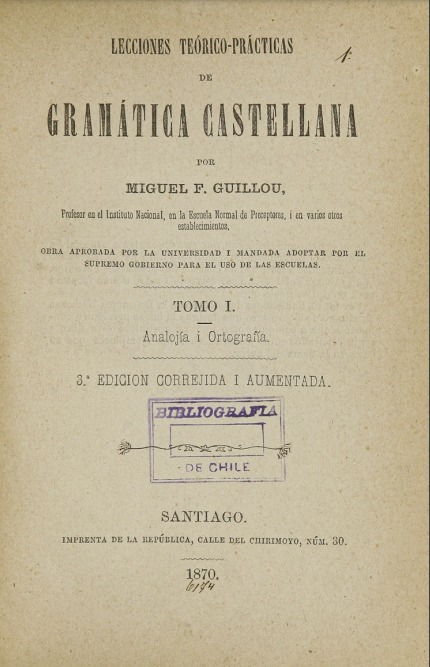 LECCIONES TEÓRICO-PRÁCTICAS
1.
DE
GRAMÁTICA CASTELLANA
POR
MIGUEL F. GUILLOU,
Profesor en el Instituto Nacional, en la Escuela Normal de Preceptores, i en varios otros
establecimientos,
OBRA APROBADA POR LA UNIVERSIDAD I MANDADA ADOPTAR POR EL
SUPREMO GOBIERNO PARA EL USO DE LAS ESCUELAS.
TOMO I.
Analojía i Ortografía.
3.ª EDICION CORREJIDA I AUMENTADA.
BIBLIOGRAFIA
DE CHILE
SANTIAGO.
IMPRENTA DE LA REPÚBLICA, CALLE DEL CHIRIMOYO, NÚM. 30.
1870.
6174